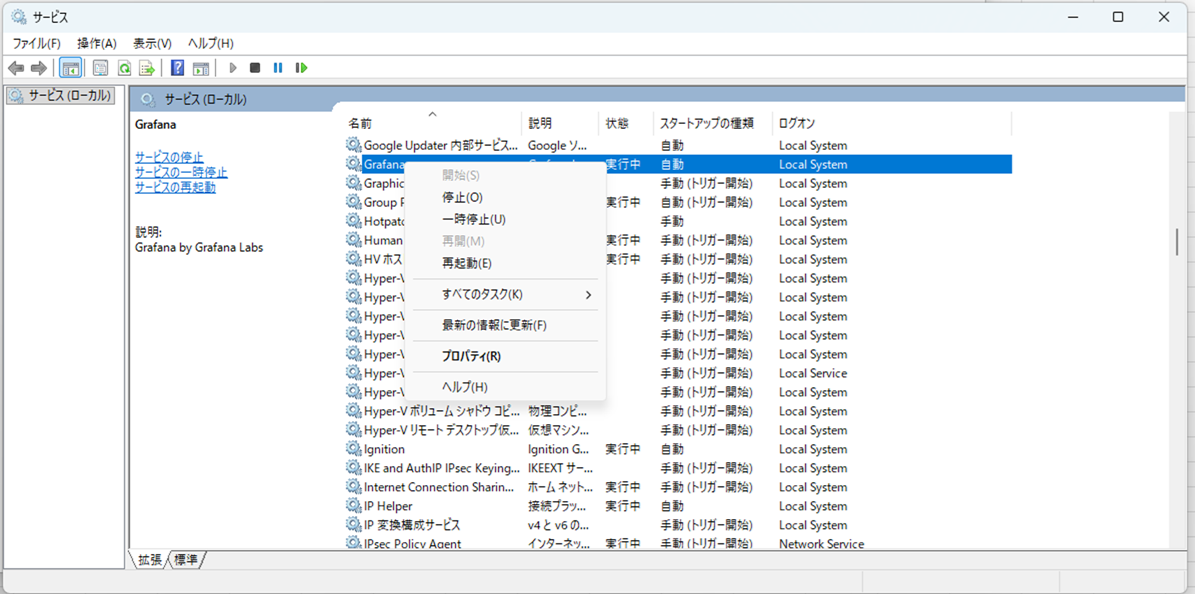 サービス
ファイル(F) 操作(A) 表示(V) ヘルプ(H)
サービス (ローカル)
サービス (ローカル)
Grafana
サービスの停止
サービスの一時停止
サービスの再起動
説明:
Grafana by Grafana Labs
名前 説明 状態 スタートアップの種類 ログオン
Google Updater 内部サービス... Google ソ... 自動 Local System
Grafana 実行中 自動 Local System
Graphic 手動 (トリガー開始) Local System
Group P 実行中 自動 (トリガー開始) Local System
Hotpatc 手動 Local System
Human 実行中 手動 (トリガー開始) Local System
HV ホス 実行中 手動 (トリガー開始) Local System
Hyper-V 手動 (トリガー開始) Local System
Hyper-V 手動 (トリガー開始) Local System
Hyper-V 手動 (トリガー開始) Local System
Hyper-V 手動 (トリガー開始) Local System
Hyper-V 手動 (トリガー開始) Local System
Hyper-V 手動 (トリガー開始) Local Service
Hyper-V 手動 (トリガー開始) Local System
Hyper-V ボリューム シャドウ コピ... 物理コンピ... 手動 (トリガー開始) Local System
Hyper-V リモート デスクトップ仮... 仮想マシン... 手動 (トリガー開始) Local System
Ignition Ignition G... 実行中 自動 Local System
IKE and AuthIP IPsec Keying... IKEEXT サー... 手動 (トリガー開始) Local System
Internet Connection Sharin... ホーム ネット... 実行中 手動 (トリガー開始) Local System
IP Helper 接続プラッ... 実行中 自動 Local System
IP 変換構成サービス v4 と v6 の... 手動 (トリガー開始) Local System
IPsec Policy Agent インターネッ... 実行中 手動 (トリガー開始) Network Service
開始(S)
停止(O)
一時停止(U)
再開(M)
再起動(E)
すべてのタスク(K)
最新の情報に更新(F)
プロパティ(R)
ヘルプ(H)
拡張 標準